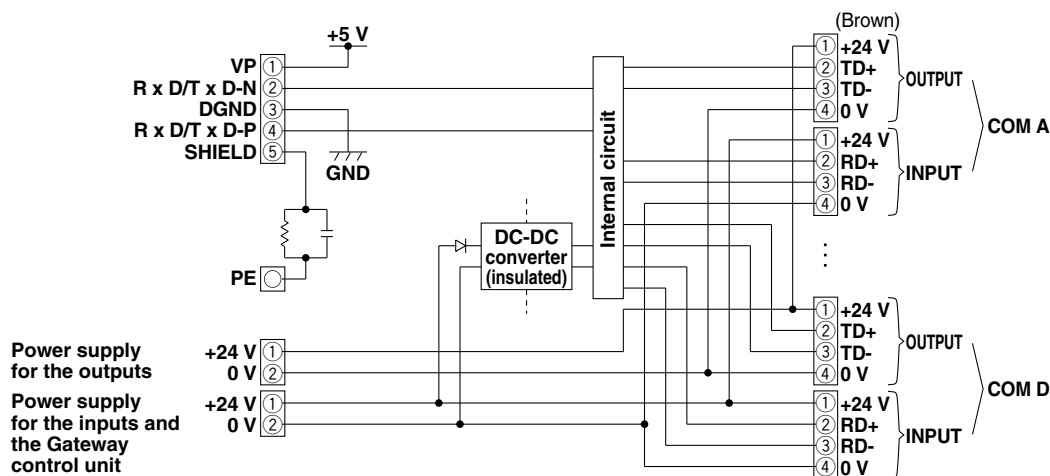 +5 V
VP ①
R x D/T x D-N ②
DGND ③
R x D/T x D-P ④
SHIELD ⑤
GND
PE
DC-DC
converter
(insulated)
Internal circuit
Power supply
for the outputs
+24 V ①
0 V ②
Power supply
for the inputs and
the Gateway
control unit
+24 V ①
0 V ②
(Brown)
① +24 V
② TD+
③ TD-
④ 0 V
OUTPUT
① +24 V
② RD+
③ RD-
④ 0 V
INPUT
COM A
⋮
① +24 V
② TD+
③ TD-
④ 0 V
OUTPUT
① +24 V
② RD+
③ RD-
④ 0 V
INPUT
COM D